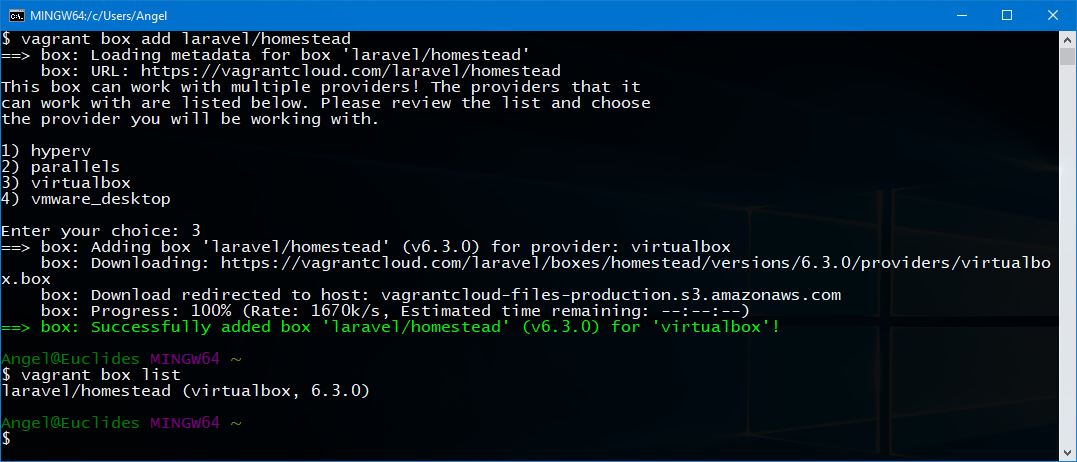 MINGW64:/c/Users/Angel
$ vagrant box add laravel/homestead
==> box: Loading metadata for box 'laravel/homestead'
    box: URL: https://vagrantcloud.com/laravel/homestead
This box can work with multiple providers! The providers that it
can work with are listed below. Please review the list and choose
the provider you will be working with.

1) hyperv
2) parallels
3) virtualbox
4) vmware_desktop

Enter your choice: 3
==> box: Adding box 'laravel/homestead' (v6.3.0) for provider: virtualbox
    box: Downloading: https://vagrantcloud.com/laravel/boxes/homestead/versions/6.3.0/providers/virtualbo
x.box
    box: Download redirected to host: vagrantcloud-files-production.s3.amazonaws.com
    box: Progress: 100% (Rate: 1670k/s, Estimated time remaining: --:--:--)
==> box: Successfully added box 'laravel/homestead' (v6.3.0) for 'virtualbox'!

Angel@Euclides MINGW64 ~
$ vagrant box list
laravel/homestead (virtualbox, 6.3.0)

Angel@Euclides MINGW64 ~
$